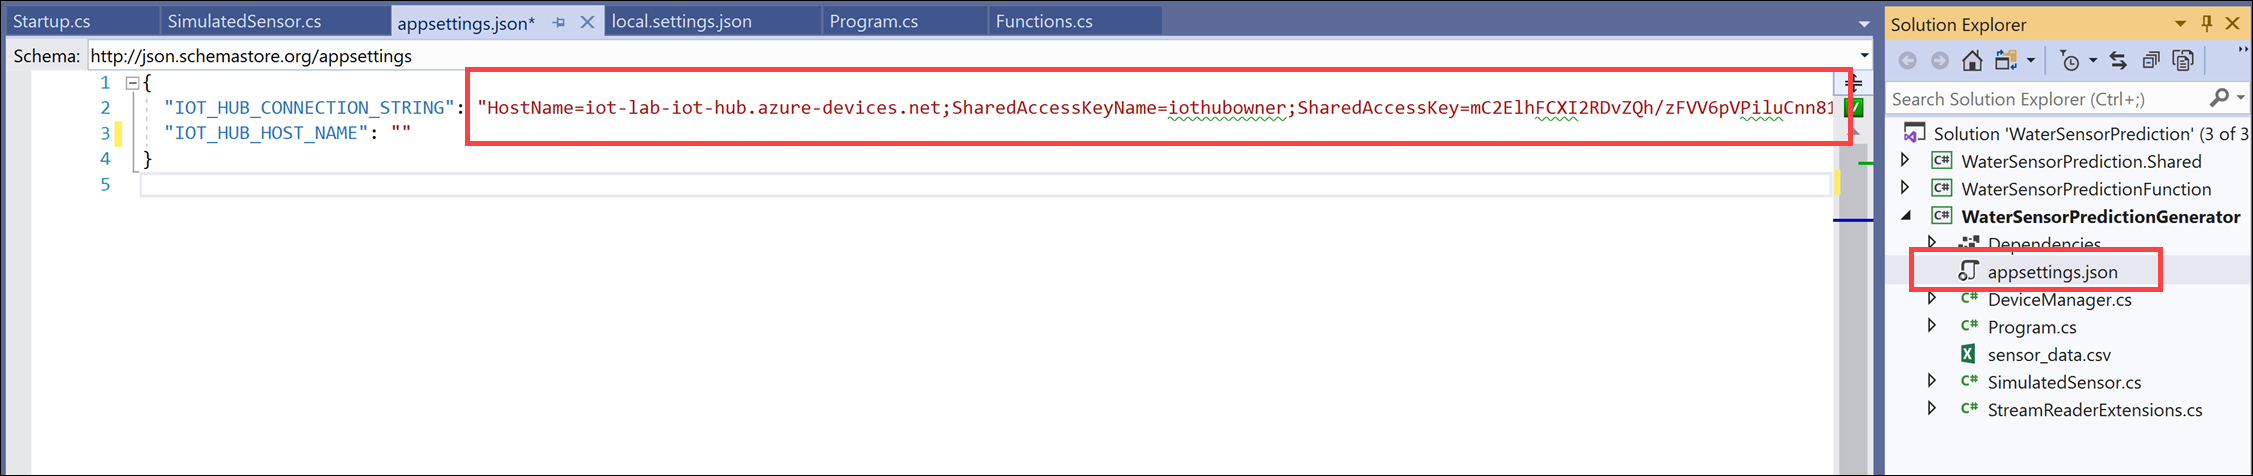 Startup.cs SimulatedSensor.cs appsettings.json* local.settings.json Program.cs Functions.cs
Schema: http://json.schemastore.org/appsettings
1 {
2 "IOT_HUB_CONNECTION_STRING": "HostName=iot-lab-iot-hub.azure-devices.net;SharedAccessKeyName=iothubowner;SharedAccessKey=mC2ElhFCXI2RDvZQh/zFVV6pVPiluCnn81
3 "IOT_HUB_HOST_NAME": ""
4 }
5
Solution Explorer
Search Solution Explorer (Ctrl+;)
Solution 'WaterSensorPrediction' (3 of 3
C# WaterSensorPrediction.Shared
C# WaterSensorPredictionFunction
C# WaterSensorPredictionGenerator
Dependencies
appsettings.json
C# DeviceManager.cs
C# Program.cs
sensor_data.csv
C# SimulatedSensor.cs
C# StreamReaderExtensions.cs